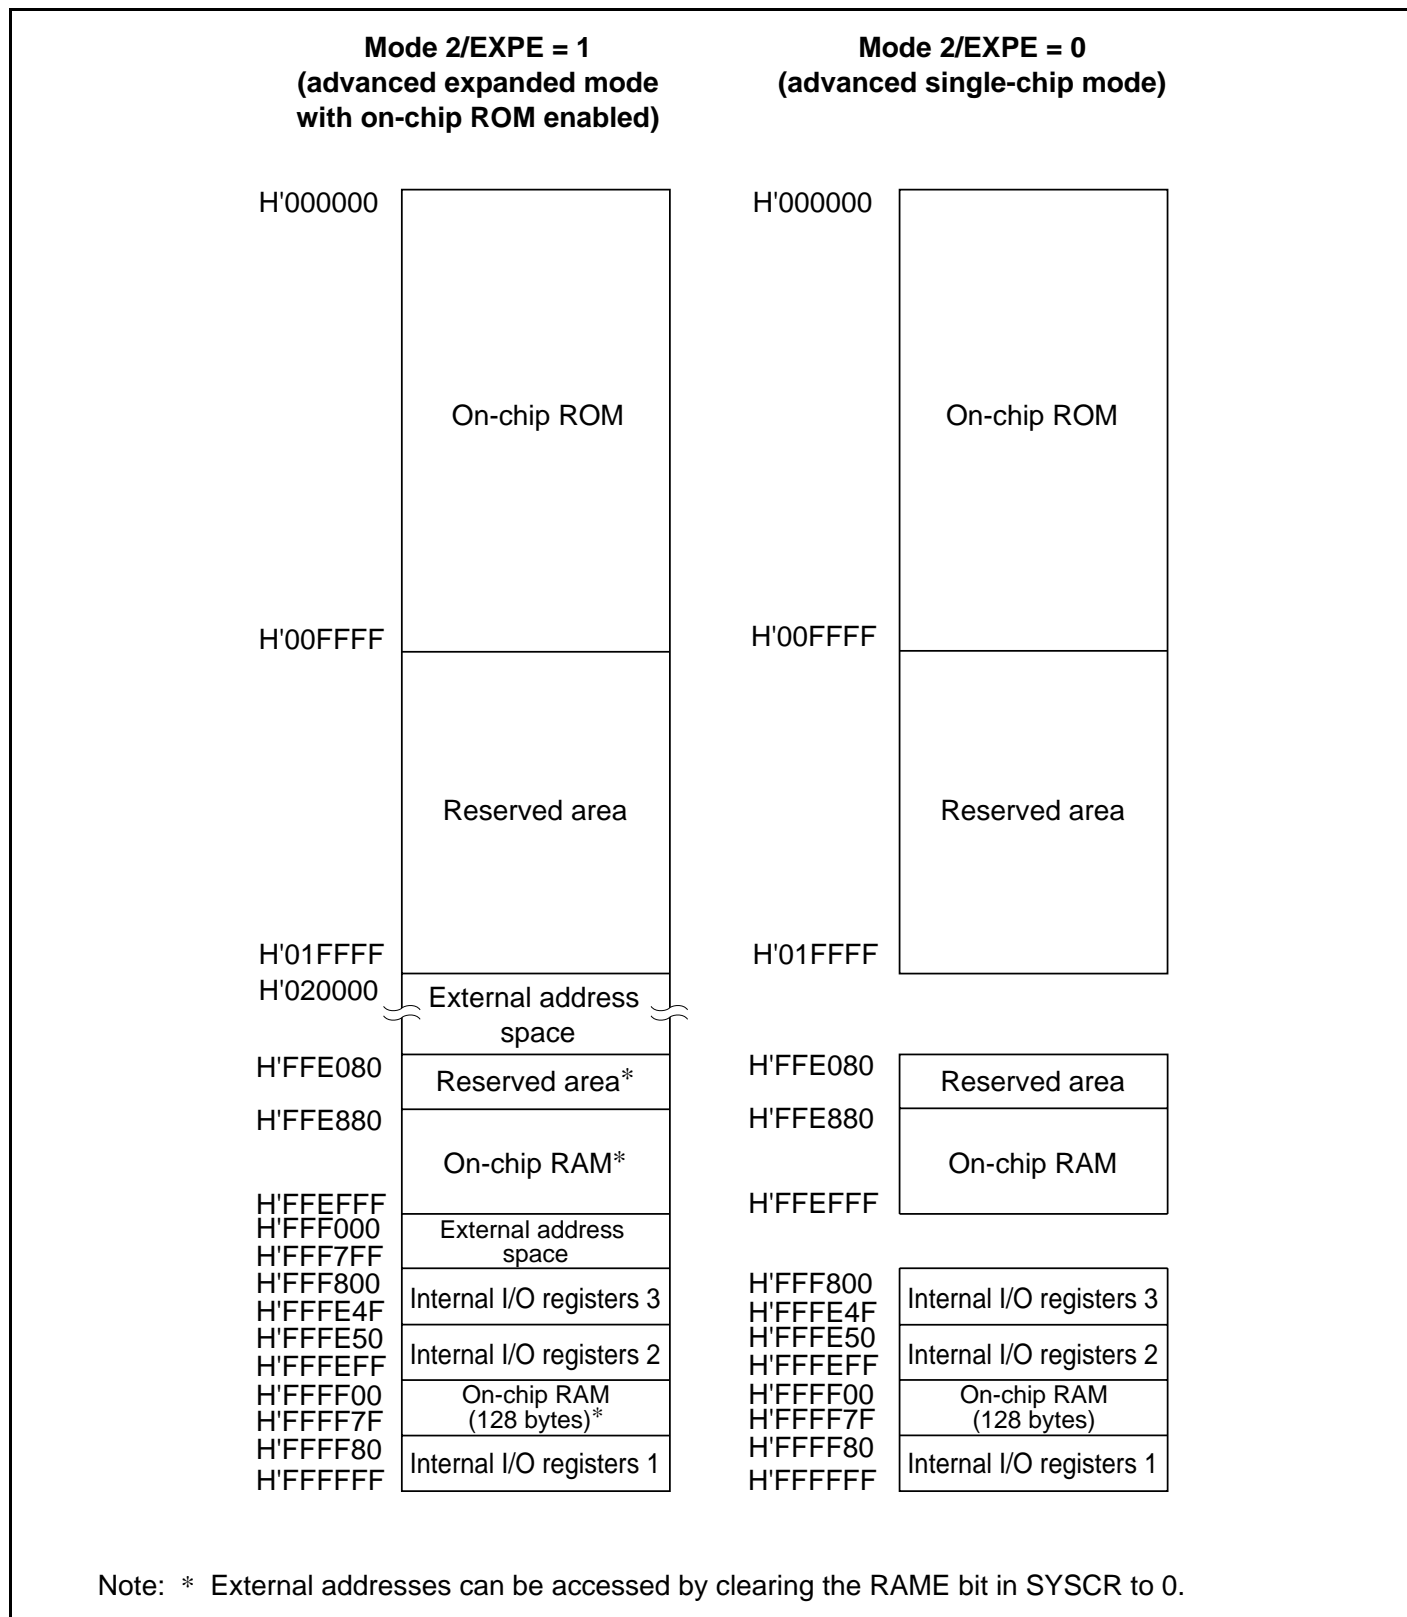 Mode 2/EXPE = 1
(advanced expanded mode
with on-chip ROM enabled)
Mode 2/EXPE = 0
(advanced single-chip mode)
H'000000
On-chip ROM
H'00FFFF
Reserved area
H'01FFFF
H'020000
External address
space
H'FFE080
Reserved area*
H'FFE880
On-chip RAM*
H'FFEFFF
H'FFF000
External address
space
H'FFF7FF
H'FFF800
Internal I/O registers 3
H'FFFE4F
H'FFFE50
Internal I/O registers 2
H'FFFEFF
H'FFFF00
On-chip RAM
(128 bytes)*
H'FFFF7F
H'FFFF80
Internal I/O registers 1
H'FFFFFF
H'000000
On-chip ROM
H'00FFFF
Reserved area
H'01FFFF
H'FFE080
Reserved area
H'FFE880
On-chip RAM
H'FFEFFF
H'FFF800
Internal I/O registers 3
H'FFFE4F
H'FFFE50
Internal I/O registers 2
H'FFFEFF
H'FFFF00
On-chip RAM
(128 bytes)
H'FFFF7F
H'FFFF80
Internal I/O registers 1
H'FFFFFF
Note: * External addresses can be accessed by clearing the RAME bit in SYSCR to 0.